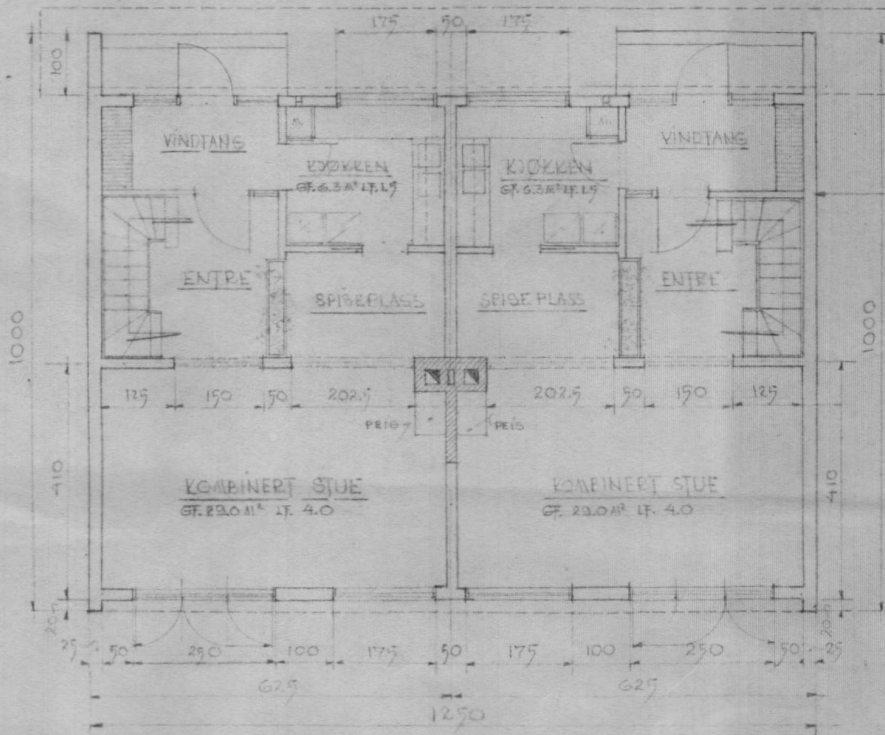 175 50 175
100
VINDFANG
VINDFANG
KJØKKEN
GF. 6.3 M² LF. 1.5
KJØKKEN
GF. 6.3 M² LF. 1.5
ENTRE
SPISEPLASS
SPISEPLASS
ENTRE
1000
1000
125 150 50 202.5
202.5 50 150 125
PEIS
PEIS
410
410
KOMBINERT STUE
GF. 29.0 M² LF. 4.0
KOMBINERT STUE
GF. 29.0 M² LF. 4.0
25 50 250 100 175 50 175 100 250 50 25
625
625
1250